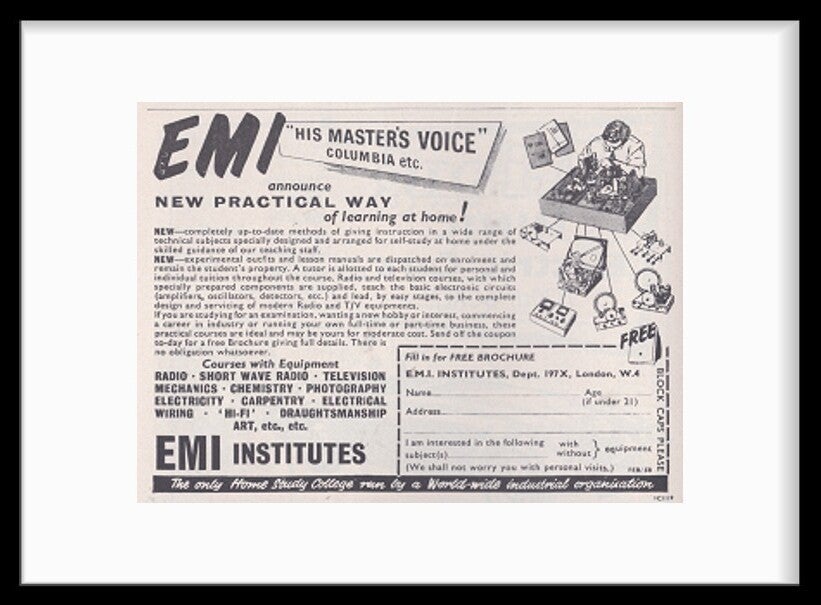 EMI "HIS MASTER'S VOICE"
COLUMBIA etc.
announce
NEW PRACTICAL WAY
of learning at home!
NEW—completely up-to-date methods of giving instruction in a wide range of
technical subjects specially designed and arranged for self-study at home under the
skilled guidance of our teaching staff.
NEW—experimental outfits and lesson manuals are dispatched on enrolment and
remain the student's property. A tutor is allotted to each student for personal and
individual tuition throughout the course. Radio and television courses, with which
specially prepared components are supplied, teach the basic electronic circuits
(amplifiers, oscillators, detectors, etc.) and lead, by easy stages, to the complete
design and servicing of modern Radio and T/V equipments.
If you are studying for an examination, wanting a new hobby or interest, commencing
a career in industry or running your own full-time or part-time business, these
practical courses are ideal and may be yours for moderate cost. Send off the coupon
to-day for a free Brochure giving full details. There is
no obligation whatsoever.
Courses with Equipment
RADIO · SHORT WAVE RADIO · TELEVISION
MECHANICS · CHEMISTRY · PHOTOGRAPHY
ELECTRICITY · CARPENTRY · ELECTRICAL
WIRING · 'HI-FI' · DRAUGHTSMANSHIP
ART, etc., etc.
EMI INSTITUTES
FREE
Fill in for FREE BROCHURE
E.M.I. INSTITUTES, Dept. 197X, London, W.4
Name
Age
(if under 21)
Address
I am interested in the following
subject(s)
with
without } equipment
(We shall not worry you with personal visits.)
FEB/58
BLOCK CAPS PLEASE
The only Home Study College run by a World-wide industrial organisation